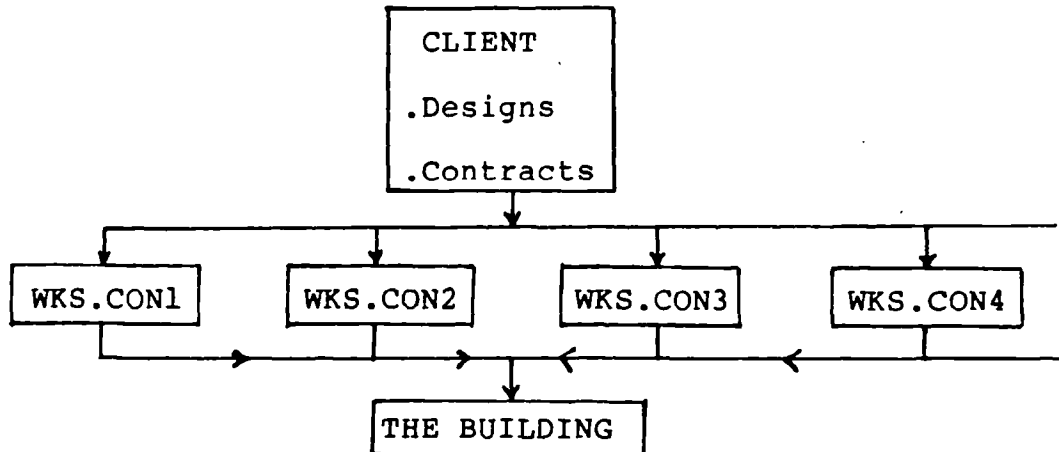 CLIENT
.Designs
.Contracts
WKS.CON1
WKS.CON2
WKS.CON3
WKS.CON4
THE BUILDING